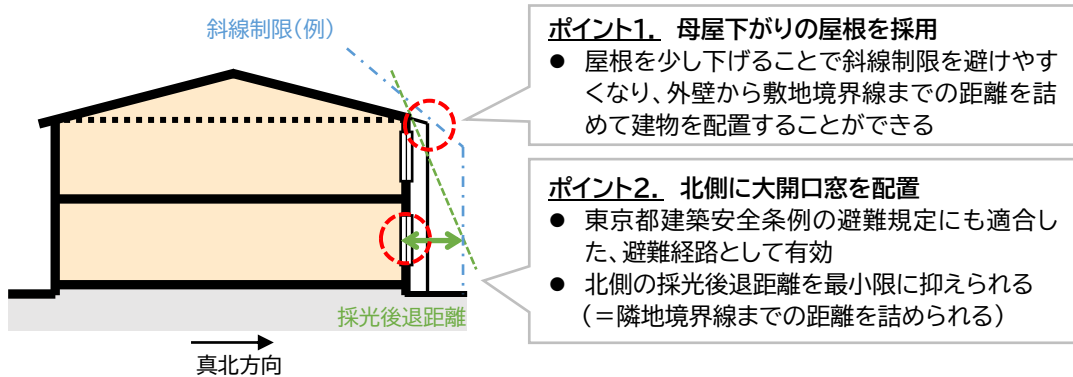 斜線制限(例)
ポイント1. 母屋下がりの屋根を採用
● 屋根を少し下げることで斜線制限を避けやす
くなり、外壁から敷地境界線までの距離を詰
めて建物を配置することができる
ポイント2. 北側に大開口窓を配置
● 東京都建築安全条例の避難規定にも適合し
た、避難経路として有効
● 北側の採光後退距離を最小限に抑えられる
(=隣地境界線までの距離を詰められる)
採光後退距離
真北方向